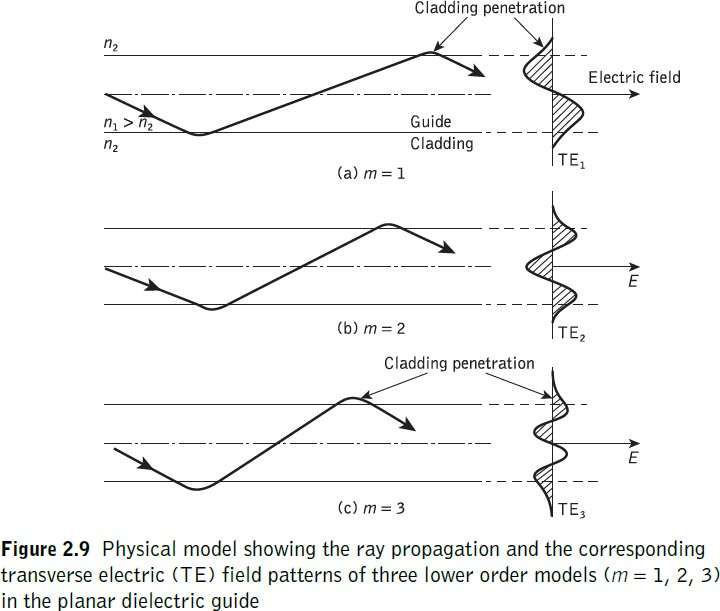 Cladding penetration
n2
Electric field
n1 > n2
Guide
n2
Cladding
TE1
(a) m = 1
E
(b) m = 2
TE2
Cladding penetration
E
(c) m = 3
TE3
Figure 2.9 Physical model showing the ray propagation and the corresponding
transverse electric (TE) field patterns of three lower order models (m = 1, 2, 3)
in the planar dielectric guide